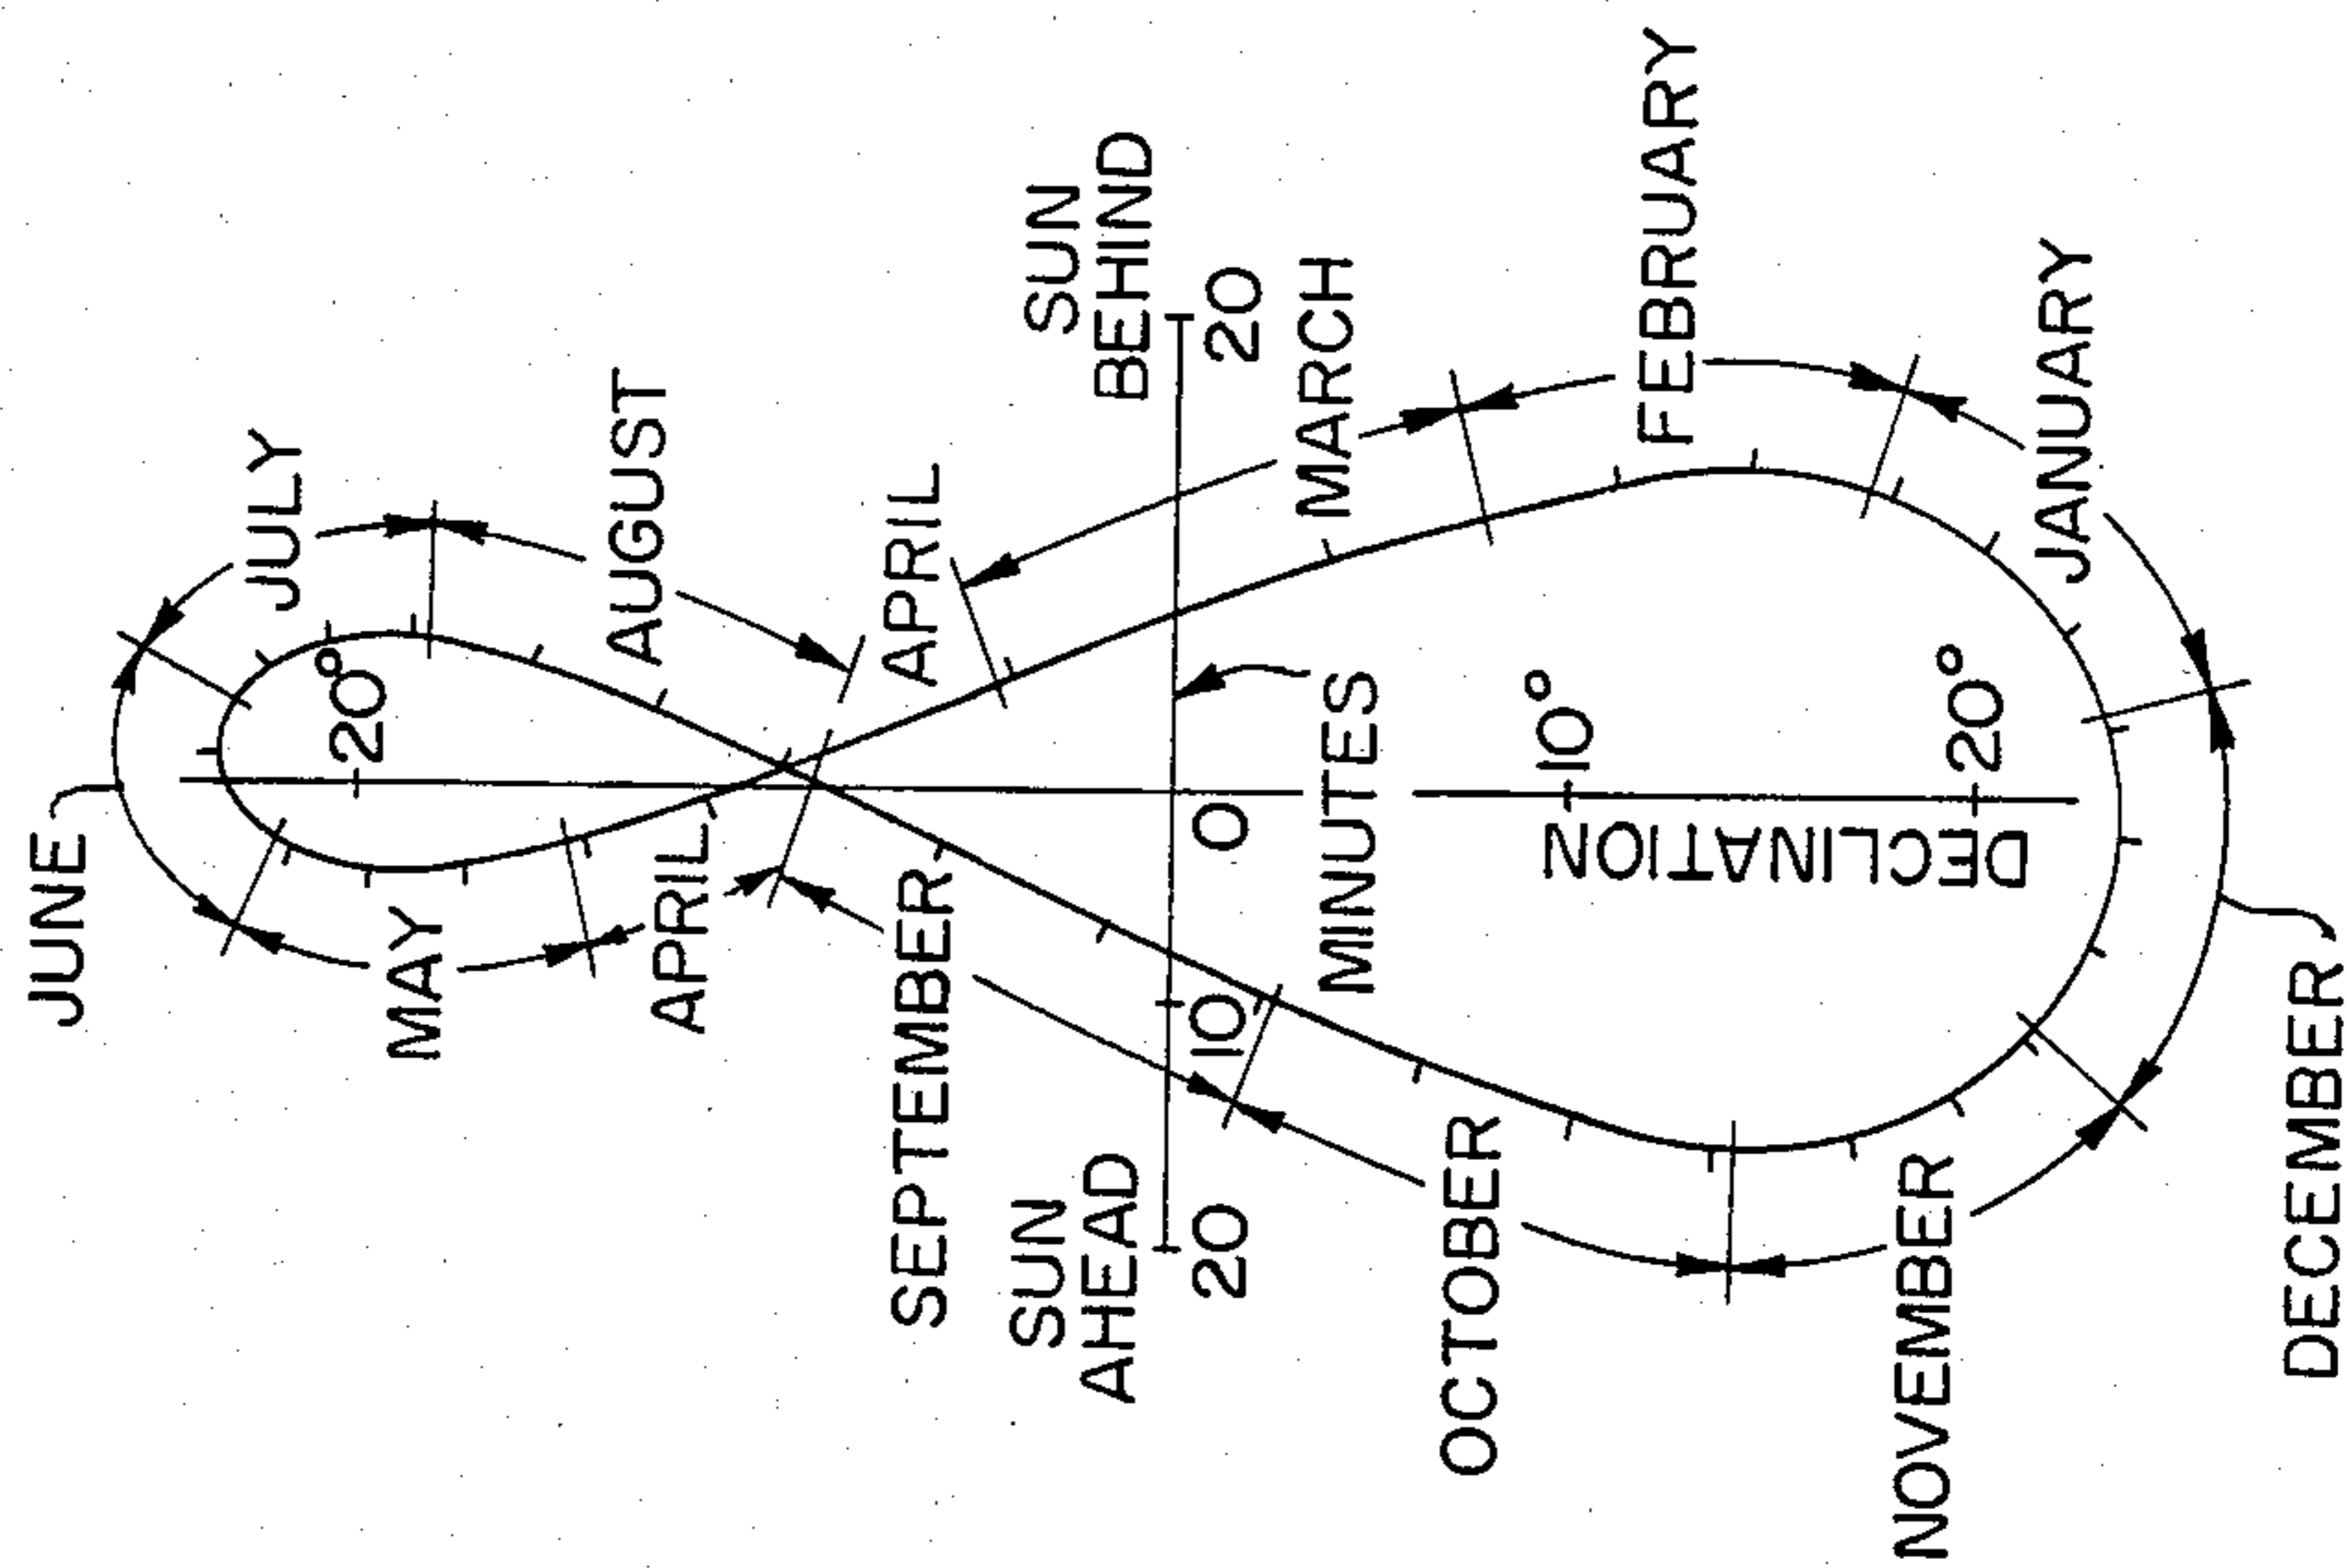 JUNE
JULY
20°
MAY
AUGUST
APRIL
APRIL
SEPTEMBER
SUN
BEHIND
SUN
AHEAD
20
10
0
20
MINUTES
MARCH
OCTOBER
10°
DECLINATION
20°
FEBRUARY
NOVEMBER
JANUARY
DECEMBER